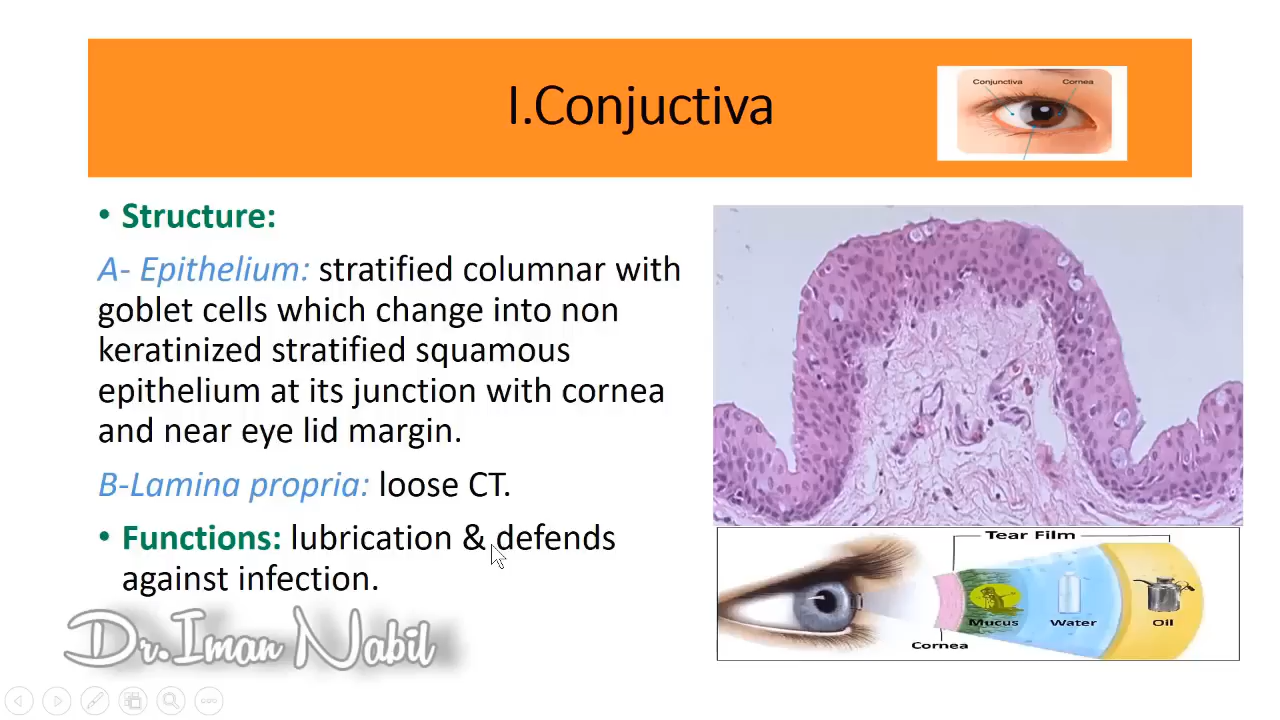 I.Conjuctiva
Conjunctiva
Cornea
• Structure:
A- Epithelium: stratified columnar with
goblet cells which change into non
keratinized stratified squamous
epithelium at its junction with cornea
and near eye lid margin.
B-Lamina propria: loose CT.
• Functions: lubrication & defends
against infection.
Dr.Iman Nabil
Tear Film
Mucus
Water
Oil
Cornea